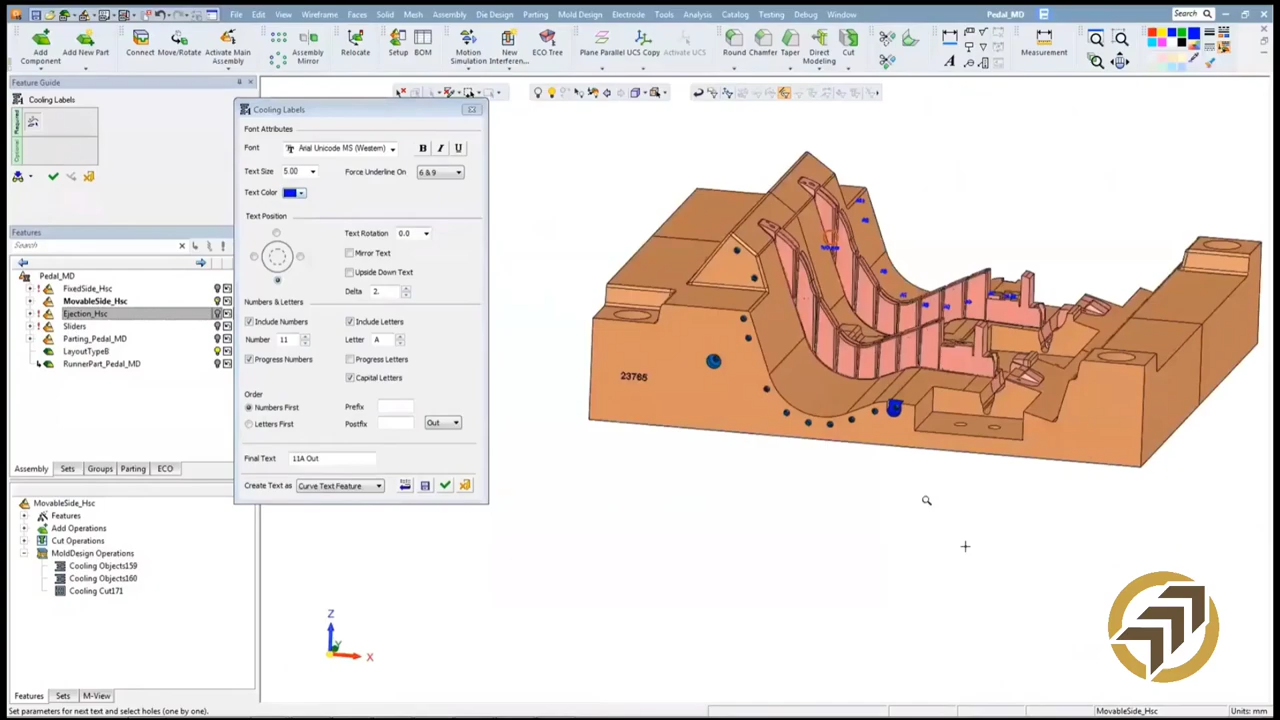 File Edit View Wireframe Faces Solid Mesh Assembly Die Design Parting Mold Design Electrode Tools Analysis Catalog Testing Debug Window Pedal_MD Search
Add Component Add New Part Connect Move/Rotate Activate Main Assembly Assembly Mirror Relocate Setup BOM Motion Simulation New Interferen... ECO Tree Plane Parallel UCS Copy Activate UCS Round Chamfer Taper Direct Modeling Cut Measurement
Feature Guide
Cooling Labels
Required
Optional
Features
Search
Pedal_MD
FixedSide_Hsc
MovableSide_Hsc
Ejection_Hsc
Sliders
Parting_Pedal_MD
LayoutTypeB
RunnerPart_Pedal_MD
Assembly Sets Groups Parting ECO
MovableSide_Hsc
Features
Add Operations
Cut Operations
MoldDesign Operations
Cooling Objects159
Cooling Objects160
Cooling Cut171
Features Sets M-View
Cooling Labels
Font Attributes
Font Arial Unicode MS (Western) B I U
Text Size 5.00 Force Underline On 6 & 9
Text Color
Text Position
Text Rotation 0.0
Mirror Text
Upside Down Text
Delta 2.
Numbers & Letters
Include Numbers Include Letters
Number 11 Letter A
Progress Numbers Progress Letters
Capital Letters
Order
Numbers First Prefix
Letters First Postfix Out
Final Text 11A Out
Create Text as Curve Text Feature
23765
Z
Y
X
Set parameters for next text and select holes (one by one). MovableSide_Hsc Units: mm